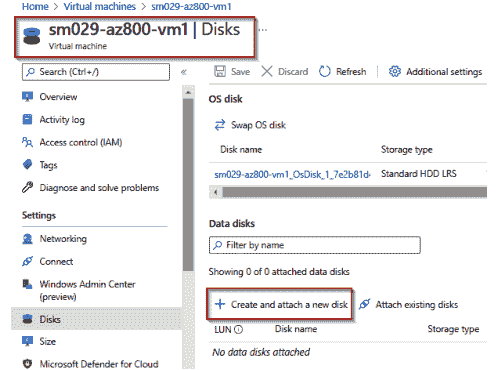 Home > Virtual machines > sm029-az800-vm1
sm029-az800-vm1 | Disks ...
Virtual machine
Search (Ctrl+/) «
Overview
Activity log
Access control (IAM)
Tags
Diagnose and solve problems
Settings
Networking
Connect
Windows Admin Center
(preview)
Disks
Size
Microsoft Defender for Cloud
Save Discard Refresh Additional settings
OS disk
Swap OS disk
Disk name Storage type
sm029-az800-vm1_OsDisk_1_7e2b81d Standard HDD LRS
Data disks
Filter by name
Showing 0 of 0 attached data disks
Create and attach a new disk Attach existing disks
LUN Disk name Storage type
No data disks attached